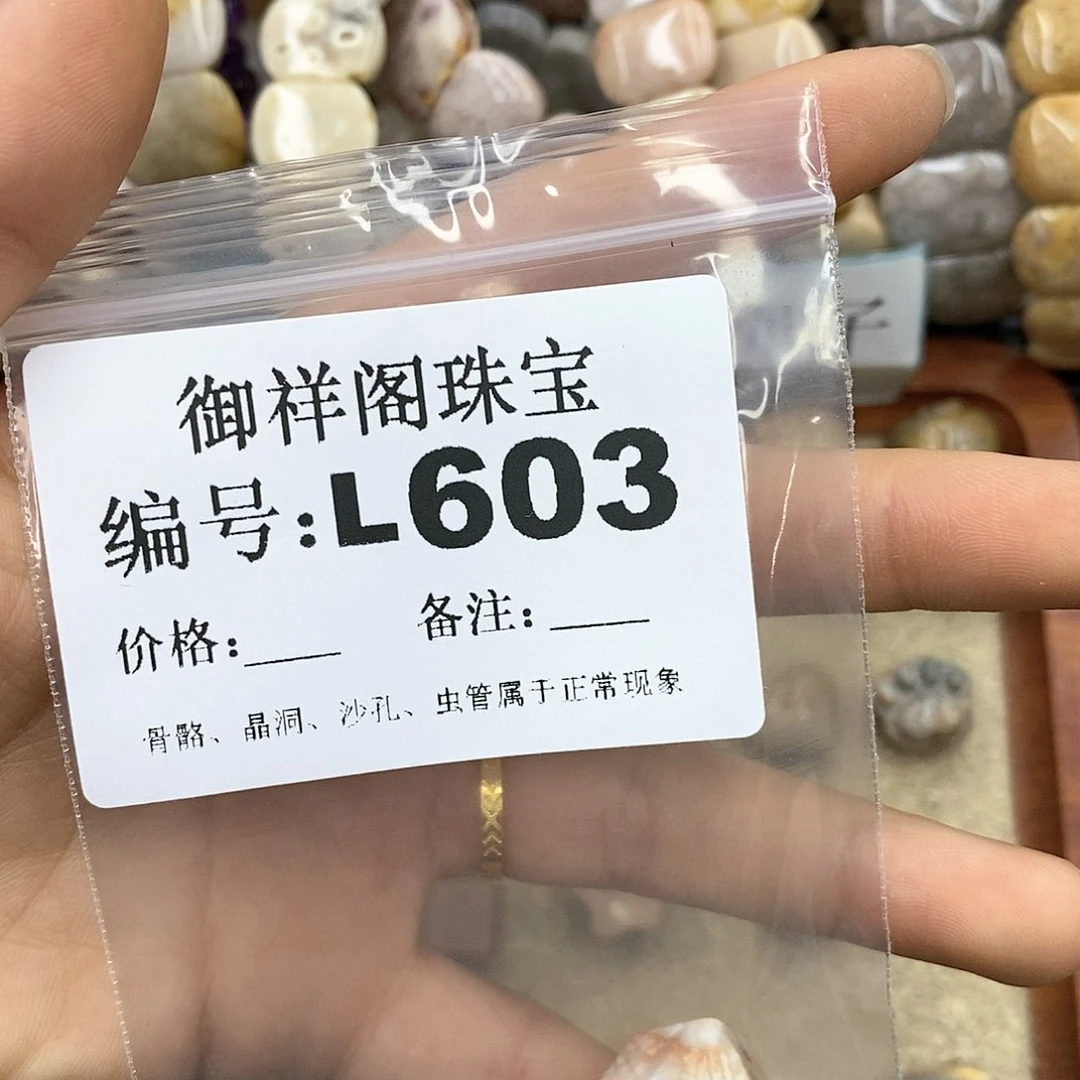 御祥阁珠宝
编号:L603
价格:____ 备注:____
骨骼、晶洞、沙孔、虫管属于正常现象